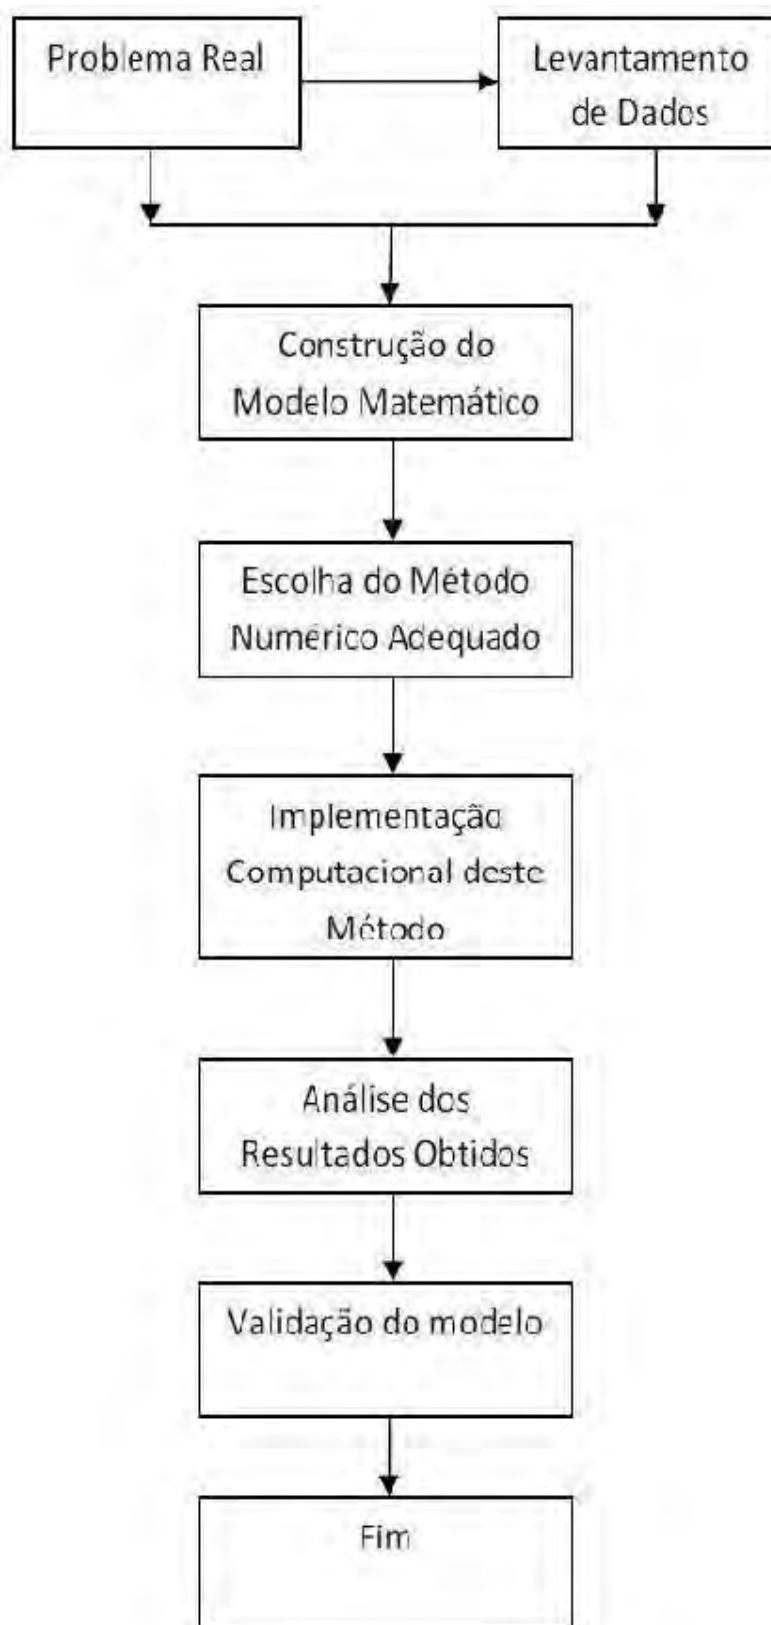 Problema Real
Levantamento
de Dados
Construção do
Modelo Matemático
Escolha do Método
Numérico Adequado
Implementação
Computacional deste
Método
Análise dos
Resultados Obtidos
Validação do modelo
Fim